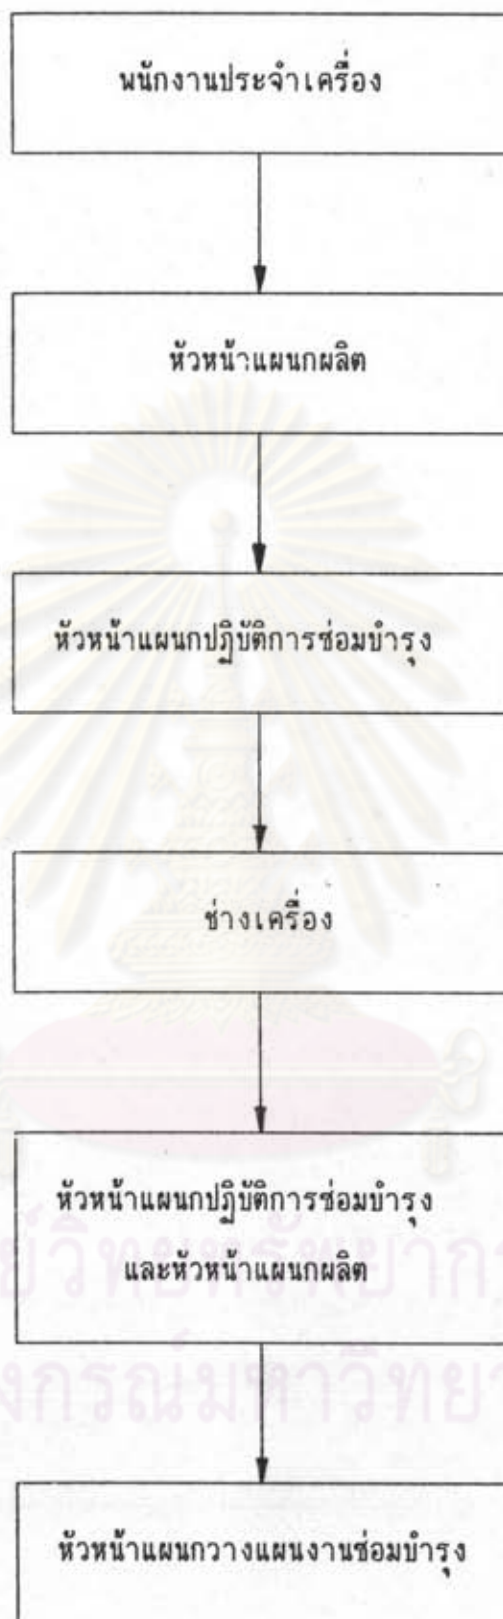 พนักงานประจำเครื่อง
หัวหน้าแผนกผลิต
หัวหน้าแผนกปฏิบัติการซ่อมบำรุง
ช่างเครื่อง
หัวหน้าแผนกปฏิบัติการซ่อมบำรุง
และหัวหน้าแผนกผลิต
หัวหน้าแผนกวางแผนงานซ่อมบำรุง